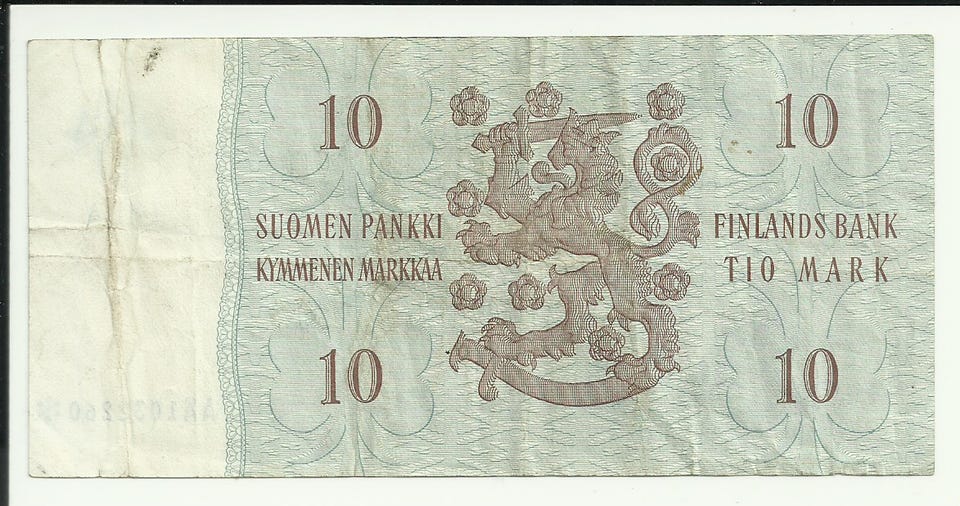 10 10
SUOMEN PANKKI FINLANDS BANK
KYMMENEN MARKKAA TIO MARK
10 10